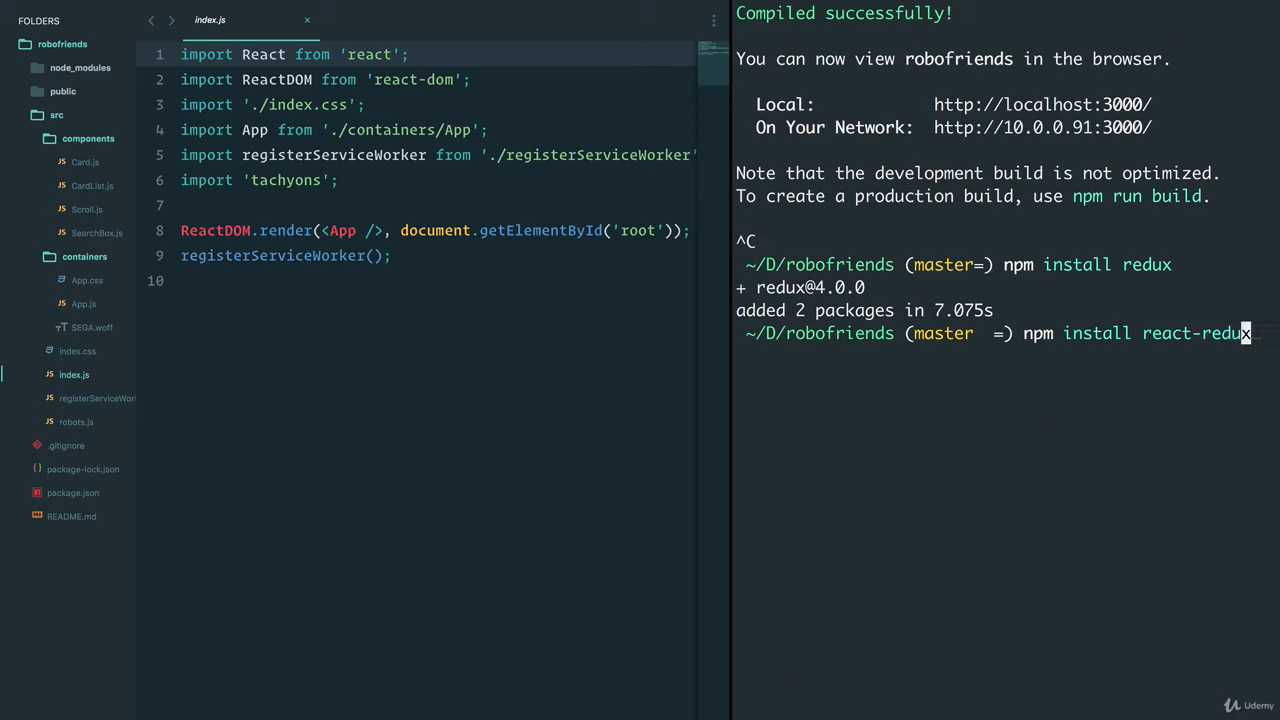 FOLDERS
robofriends
node_modules
public
src
components
Card.js
CardList.js
Scroll.js
SearchBox.js
containers
App.css
App.js
SEGA.woff
index.css
index.js
registerServiceWor
robots.js
.gitignore
package-lock.json
package.json
README.md
index.js
1 import React from 'react';
2 import ReactDOM from 'react-dom';
3 import './index.css';
4 import App from './containers/App';
5 import registerServiceWorker from './registerServiceWorker'
6 import 'tachyons';
7
8 ReactDOM.render(<App />, document.getElementById('root'));
9 registerServiceWorker();
10
Compiled successfully!
You can now view robofriends in the browser.
Local: http://localhost:3000/
On Your Network: http://10.0.0.91:3000/
Note that the development build is not optimized.
To create a production build, use npm run build.
^C
~/D/robofriends (master=) npm install redux
+ redux@4.0.0
added 2 packages in 7.075s
~/D/robofriends (master =) npm install react-redux
Udemy